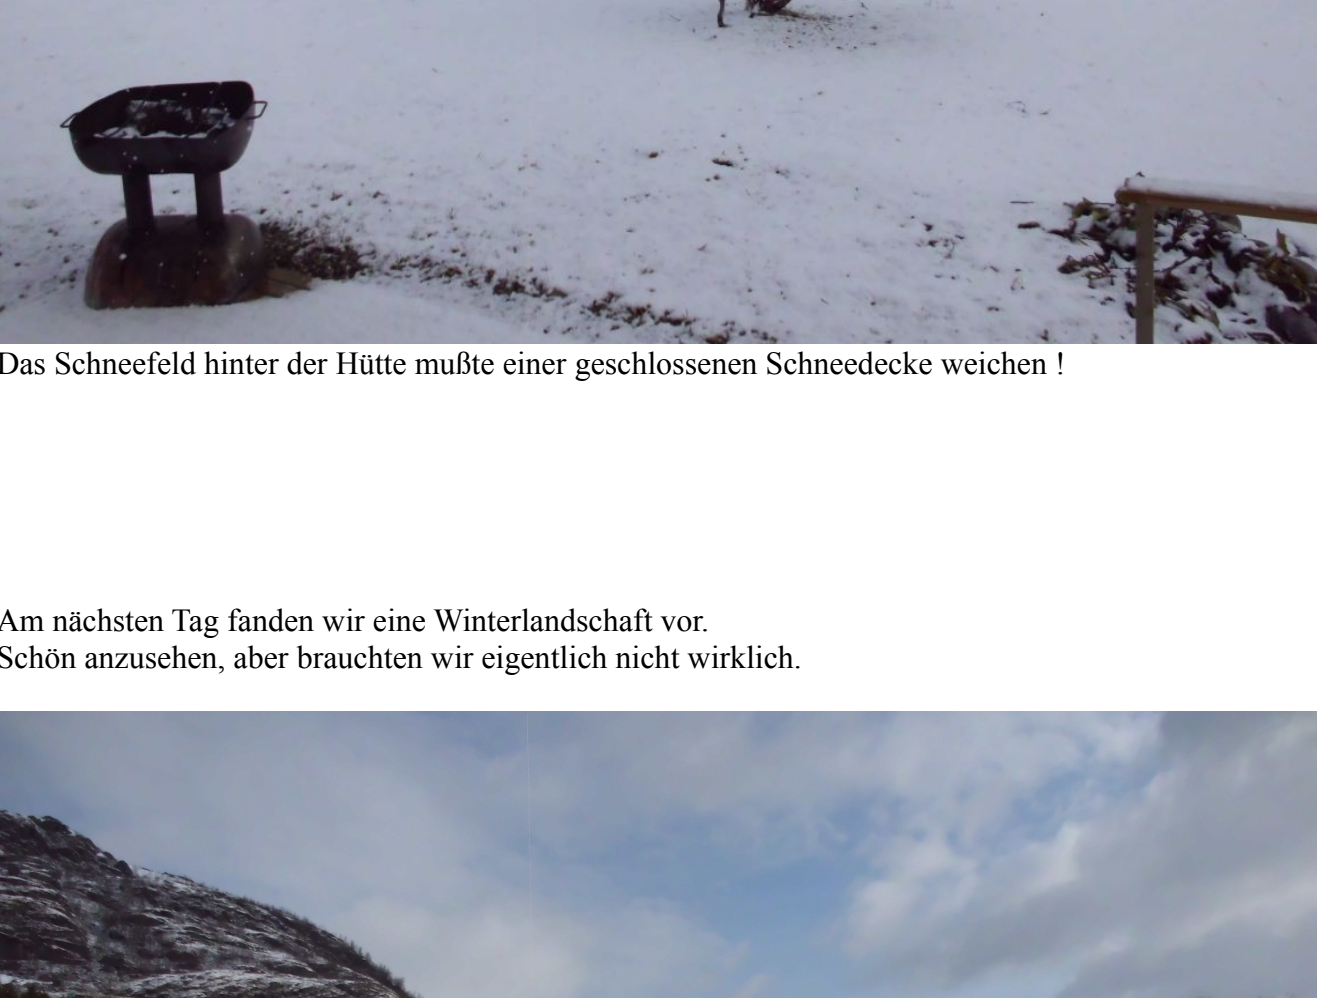 Das Schneefeld hinter der Hütte mußte einer geschlossenen Schneedecke weichen !
Am nächsten Tag fanden wir eine Winterlandschaft vor.
Schön anzusehen, aber brauchten wir eigentlich nicht wirklich.